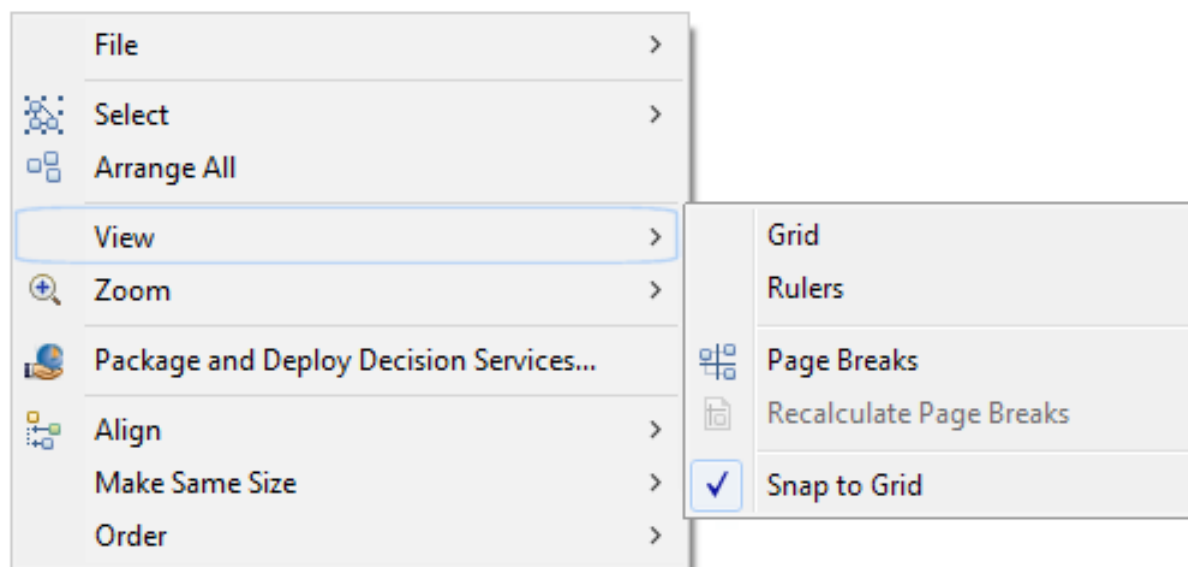 File
Select
Arrange All
View
Zoom
Package and Deploy Decision Services...
Align
Make Same Size
Order
Grid
Rulers
Page Breaks
Recalculate Page Breaks
Snap to Grid